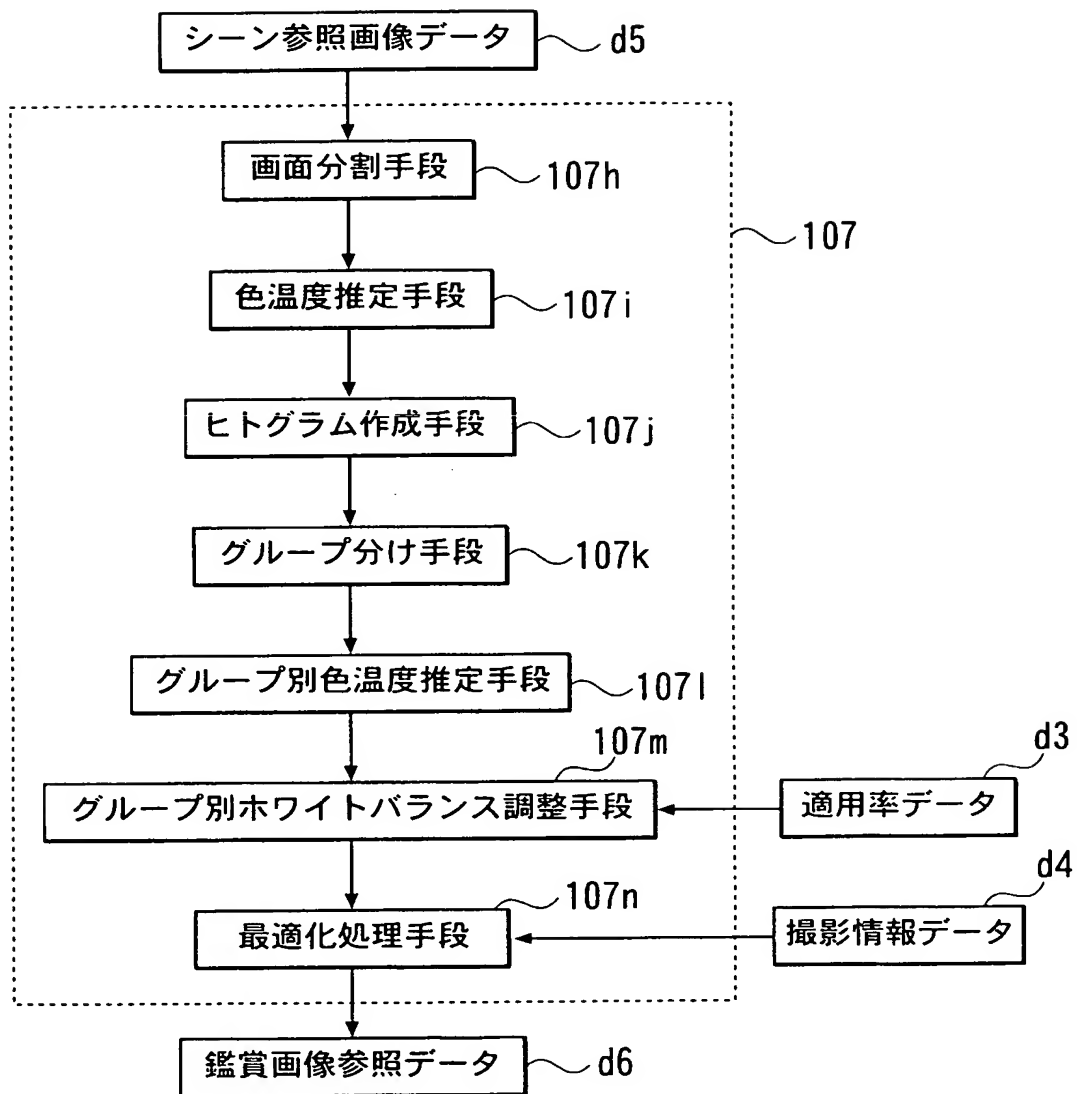 シーン参照画像データ d5
画面分割手段 107h
107
色温度推定手段 107i
ヒトグラム作成手段 107j
グループ分け手段 107k
グループ別色温度推定手段 107l
107m
d3
グループ別ホワイトバランス調整手段 適用率データ
107n
d4
最適化処理手段 撮影情報データ
鑑賞画像参照データ d6